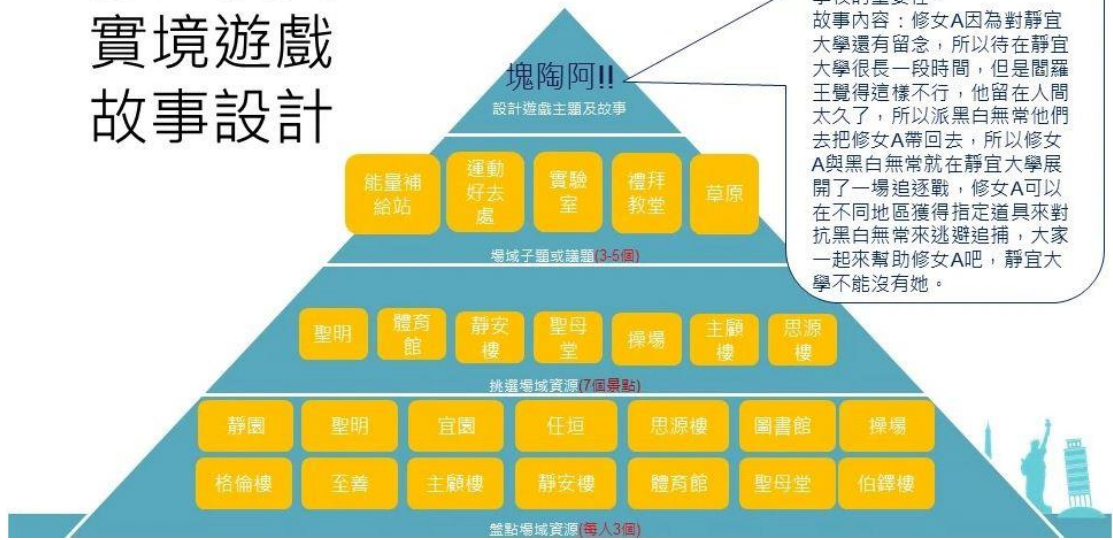 實境遊戲
故事設計
故事內容：修女A因為對靜宜
大學還有留念，所以待在靜宜
大學很長一段時間，但是閻羅
王覺得這樣不行，他留在人間
太久了，所以派黑白無常他們
去把修女A帶回去，所以修女
A與黑白無常就在靜宜大學展
開了一場追逐戰，修女A可以
在不同地區獲得指定道具來對
抗黑白無常來逃避追捕，大家
一起來幫助修女A吧，靜宜大
學不能沒有她。
塊陶阿!!
設計遊戲主題及故事
能量補
給站
運動
好去
處
實驗
室
禮拜
教堂
草原
場域子題或議題(3-5個)
聖明
體育
館
靜安
樓
聖母
堂
操場
主顧
樓
思源
樓
挑選場域資源(7個景點)
靜園
聖明
宜園
任垣
思源樓
圖書館
操場
格倫樓
至善
主顧樓
靜安樓
體育館
聖母堂
伯鐸樓
盤點場域資源(每人3個)